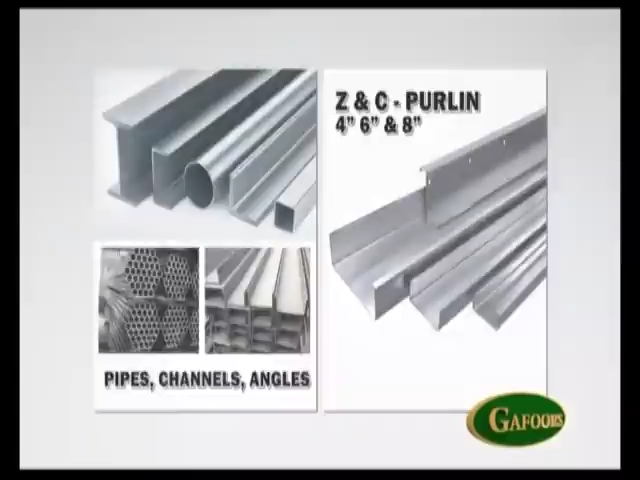 Z & C - PURLIN
4" 6" & 8"
PIPES, CHANNELS, ANGLES
GAFOORS